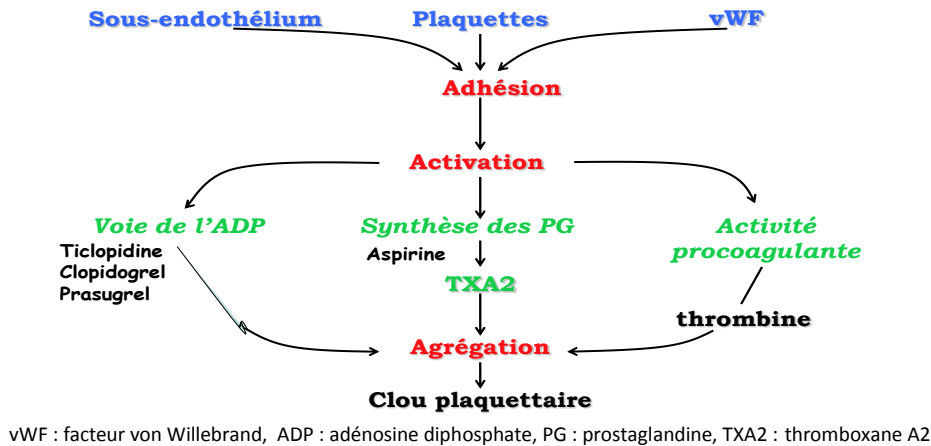 Sous-endothélium Plaquettes vWF
Adhésion
Activation
Voie de l'ADP Synthèse des PG Activité
procoagulante
Ticlopidine
Clopidogrel
Prasugrel
Aspirine
TXA2
thrombine
Agrégation
Clou plaquettaire
vWF : facteur von Willebrand, ADP : adénosine diphosphate, PG : prostaglandine, TXA2 : thromboxane A2